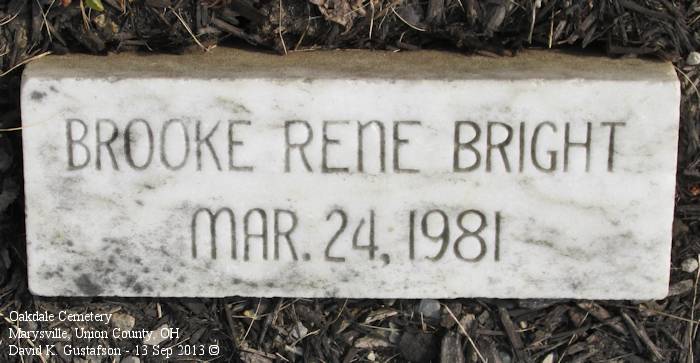 BROOKE RENE BRIGHT
MAR. 24, 1981
Oakdale Cemetery
Marysville, Union County, OH
David K. Gustafson - 13 Sep 2013 ©